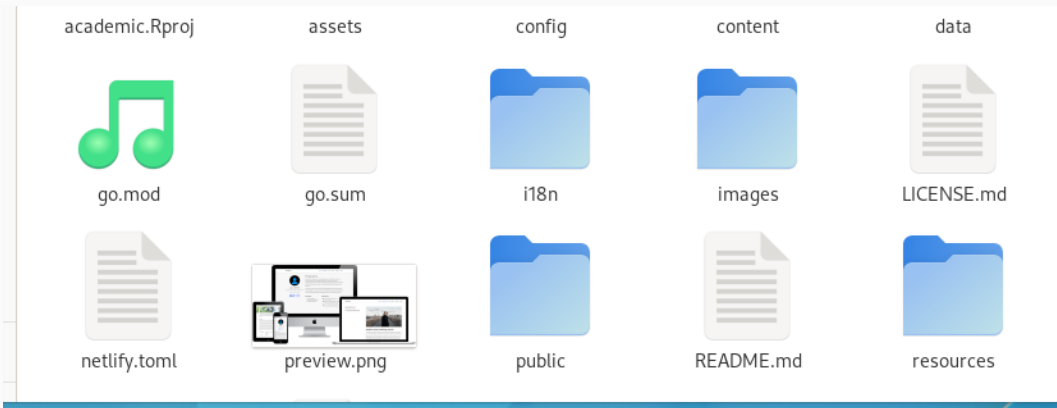 academic.Rproj assets config content data
go.mod go.sum i18n images LICENSE.md
netlify.toml preview.png public README.md resources